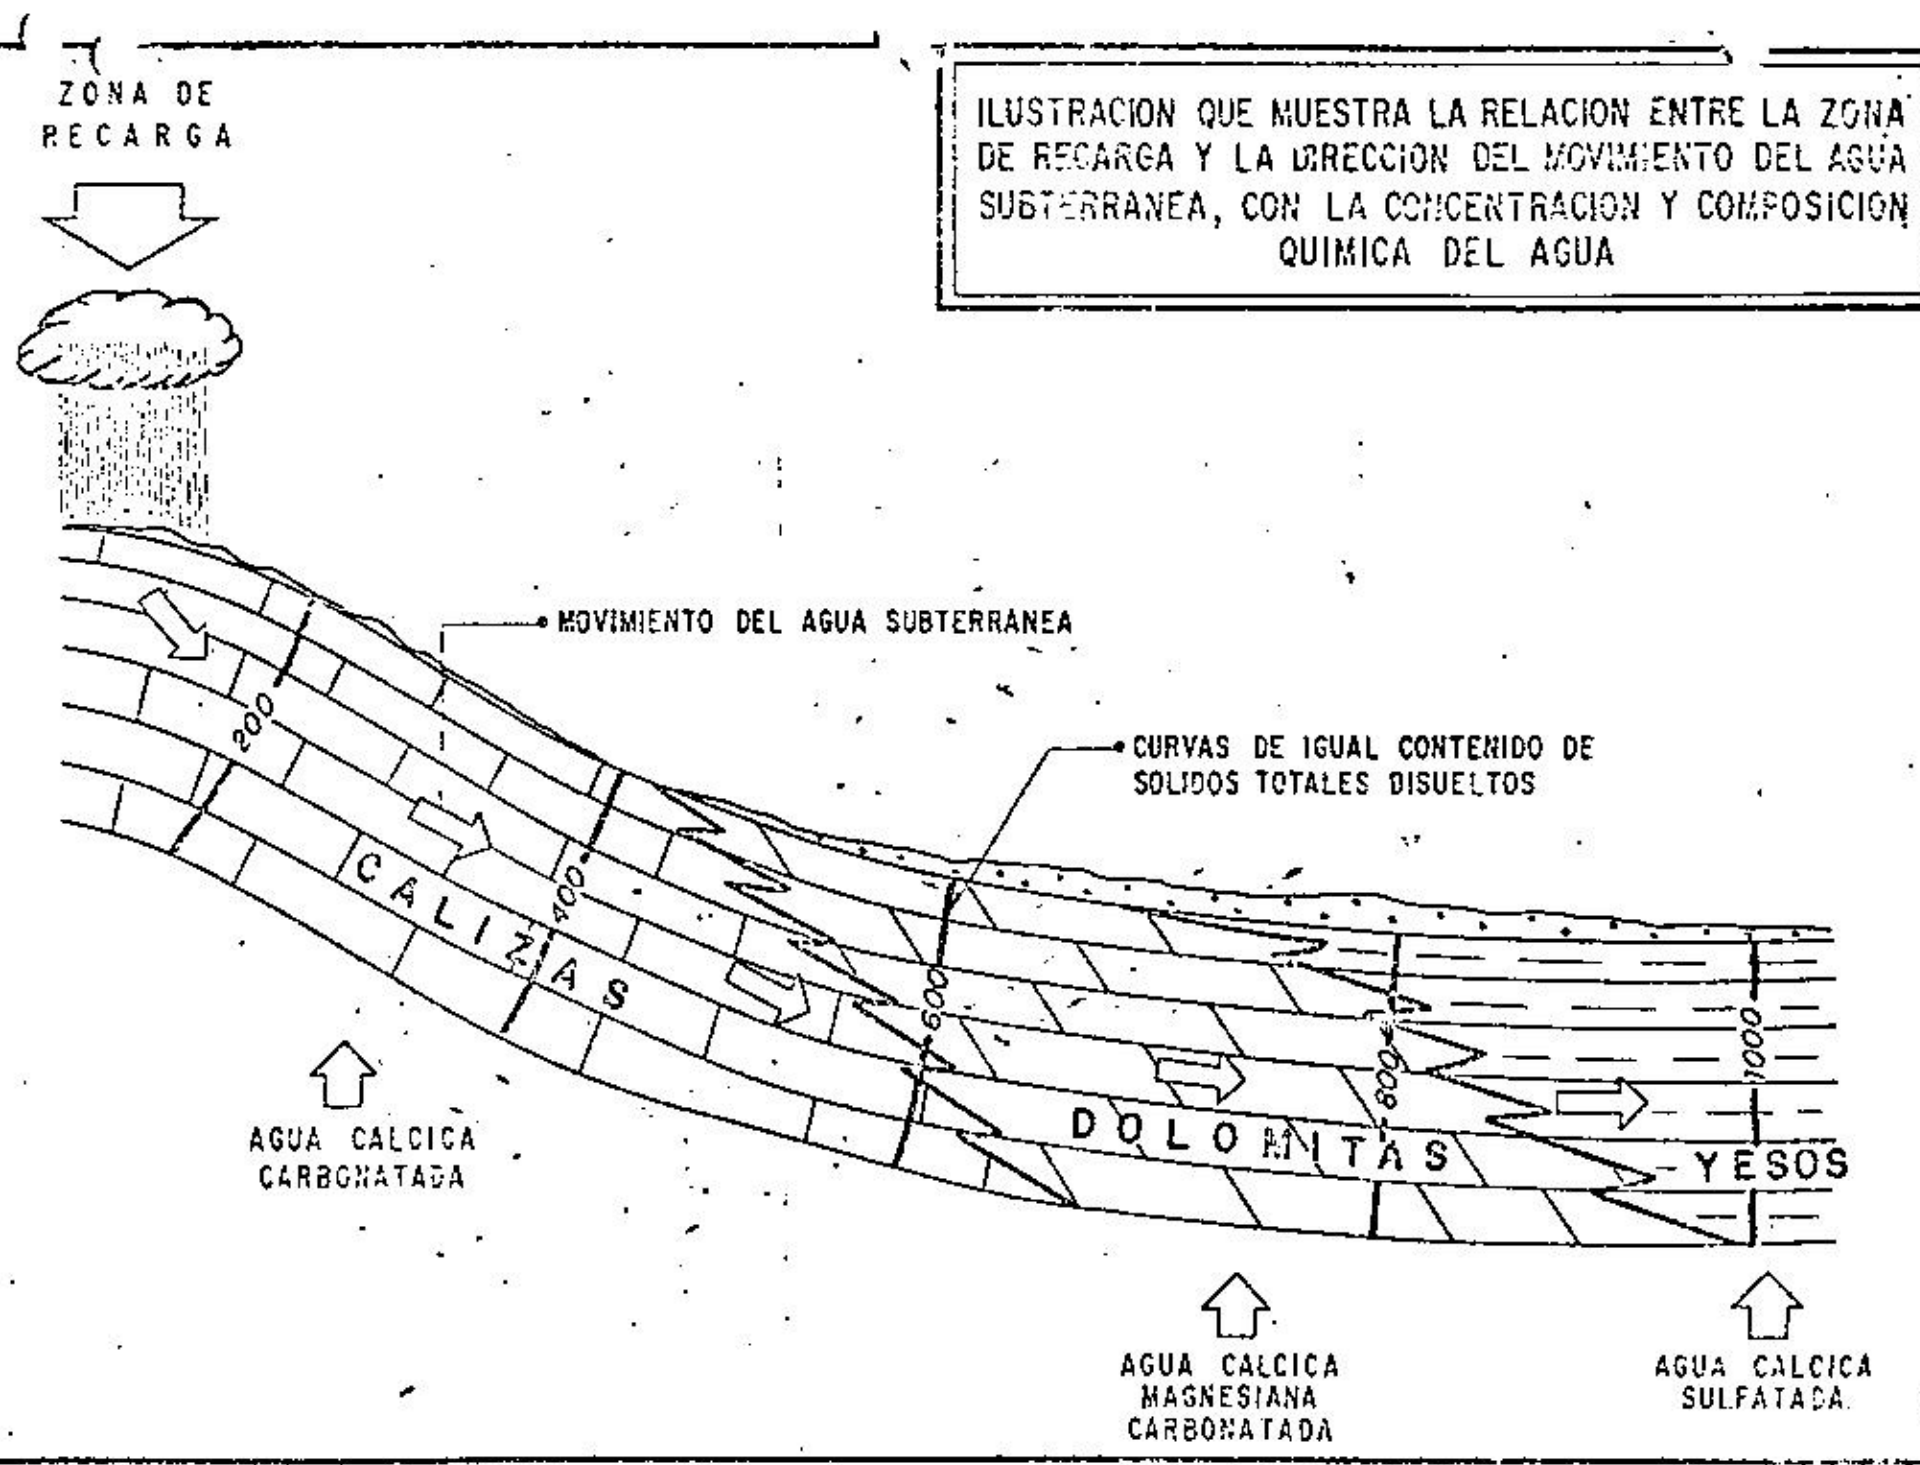 ZONA DE
RECARGA
ILUSTRACION QUE MUESTRA LA RELACION ENTRE LA ZONA
DE RECARGA Y LA DIRECCION DEL MOVIMIENTO DEL AGUA
SUBTERRANEA, CON LA CONCENTRACION Y COMPOSICION
QUIMICA DEL AGUA
MOVIMIENTO DEL AGUA SUBTERRANEA
200
CURVAS DE IGUAL CONTENIDO DE
SOLIDOS TOTALES DISUELTOS
400
CALIZAS
600
800
1000
DOLOMITAS
YESOS
AGUA CALCICA
CARBONATADA
AGUA CALCICA
MAGNESIANA
CARBONATADA
AGUA CALCICA
SULFATADA.